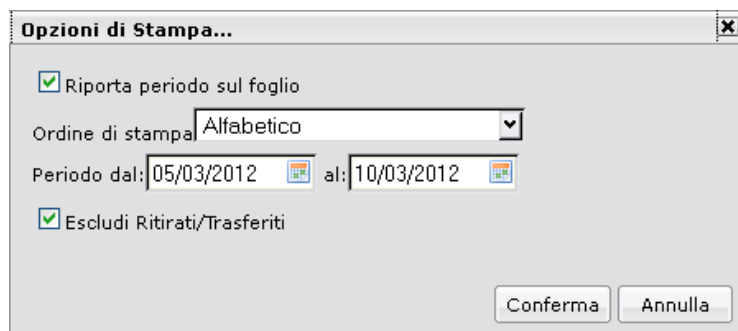 Opzioni di Stampa...
Riporta periodo sul foglio
Ordine di stampa Alfabetico
Periodo dal: 05/03/2012 al: 10/03/2012
Escludi Ritirati/Trasferiti
Conferma Annulla